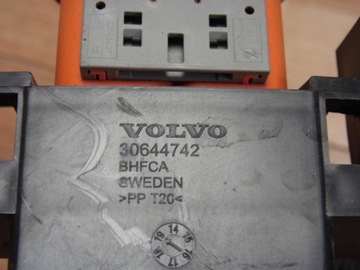 VOLVO
30644742
BHFCA
SWEDEN
>PP T20<